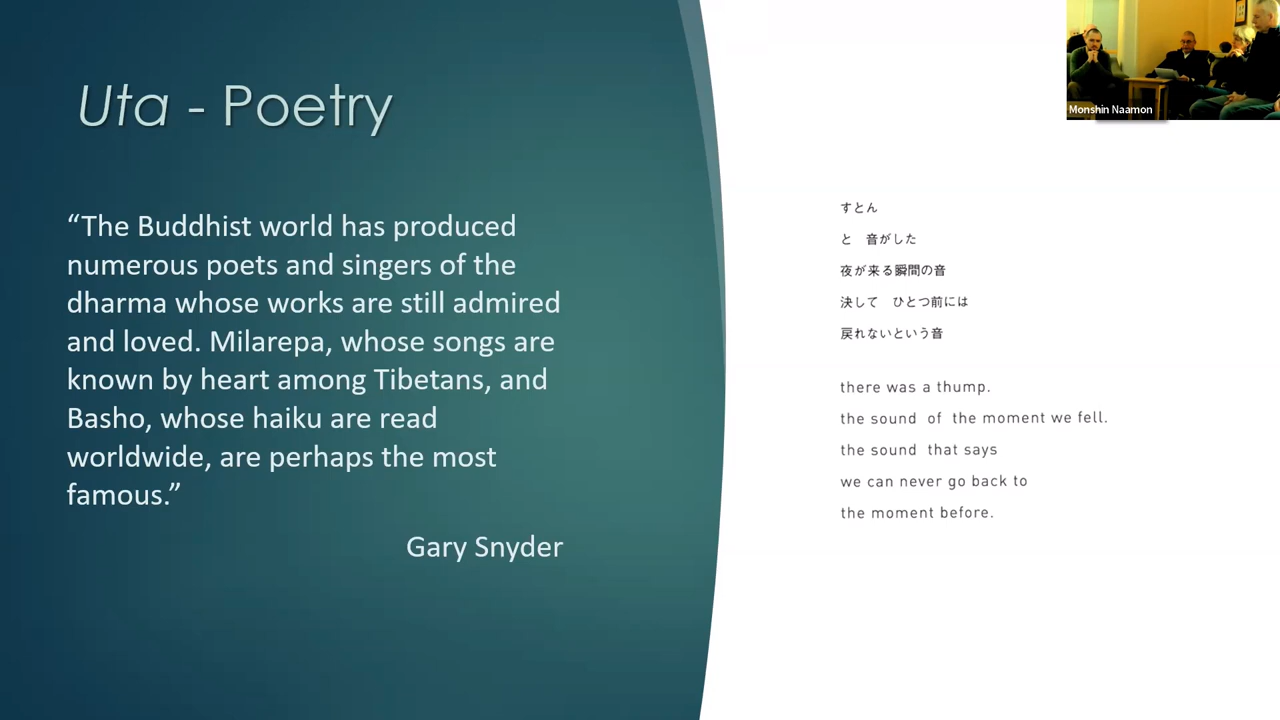 Uta - Poetry
“The Buddhist world has produced
numerous poets and singers of the
dharma whose works are still admired
and loved. Milarepa, whose songs are
known by heart among Tibetans, and
Basho, whose haiku are read
worldwide, are perhaps the most
famous.”
Gary Snyder
すとん
と　音がした
夜が来る瞬間の音
決して　ひとつ前には
戻れないという音
there was a thump.
the sound of the moment we fell.
the sound that says
we can never go back to
the moment before.
Monshin Naamon